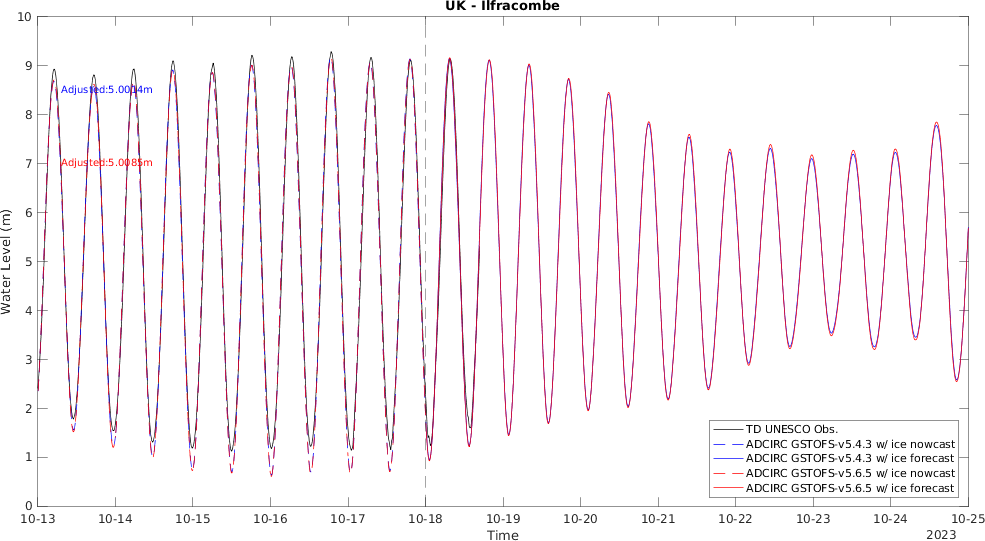 UK - Ilfracombe
10
9
8
7
6
5
4
3
2
1
0
Water Level (m)
Adjusted:5.0014m
Adjusted:5.0085m
TD UNESCO Obs.
ADCIRC GSTOFS-v5.4.3 w/ ice nowcast
ADCIRC GSTOFS-v5.4.3 w/ ice forecast
ADCIRC GSTOFS-v5.6.5 w/ ice nowcast
ADCIRC GSTOFS-v5.6.5 w/ ice forecast
10-13 10-14 10-15 10-16 10-17 10-18 10-19 10-20 10-21 10-22 10-23 10-24 10-25
Time
2023